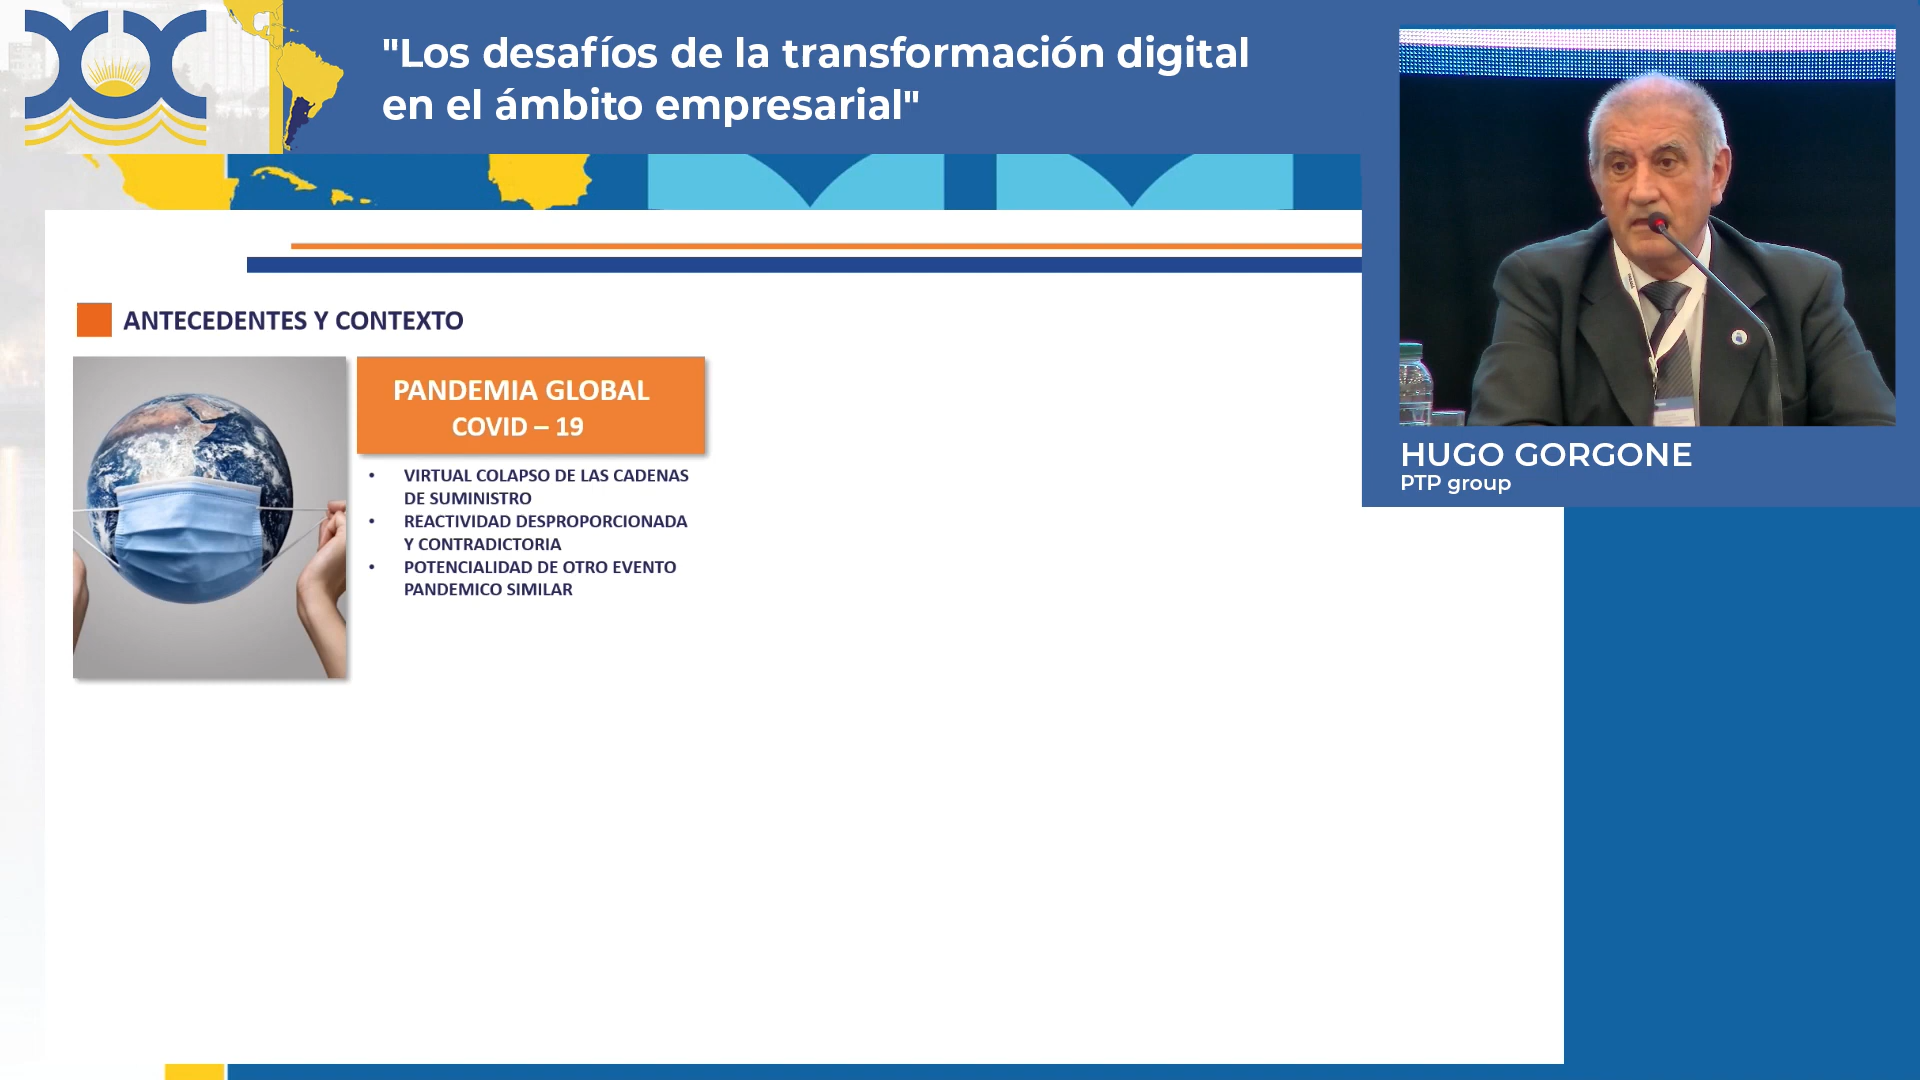 "Los desafíos de la transformación digital
en el ámbito empresarial"
HUGO GORGONE
PTP group
ANTECEDENTES Y CONTEXTO
PANDEMIA GLOBAL
COVID – 19
• VIRTUAL COLAPSO DE LAS CADENAS
DE SUMINISTRO
• REACTIVIDAD DESPROPORCIONADA
Y CONTRADICTORIA
• POTENCIALIDAD DE OTRO EVENTO
PANDEMICO SIMILAR